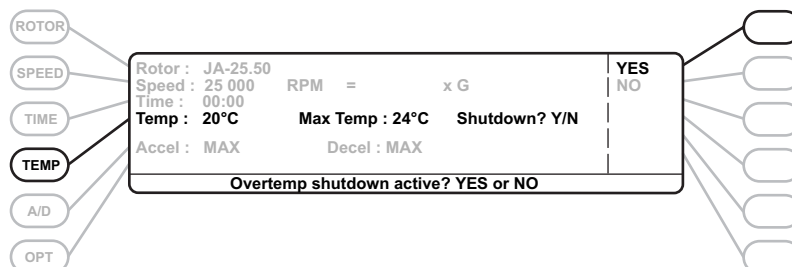 ROTOR
SPEED
TIME
TEMP
A/D
OPT
Rotor : JA-25.50
Speed : 25 000 RPM = x G
Time : 00:00
Temp : 20°C Max Temp : 24°C Shutdown? Y/N
Accel : MAX Decel : MAX
YES
NO
Overtemp shutdown active? YES or NO